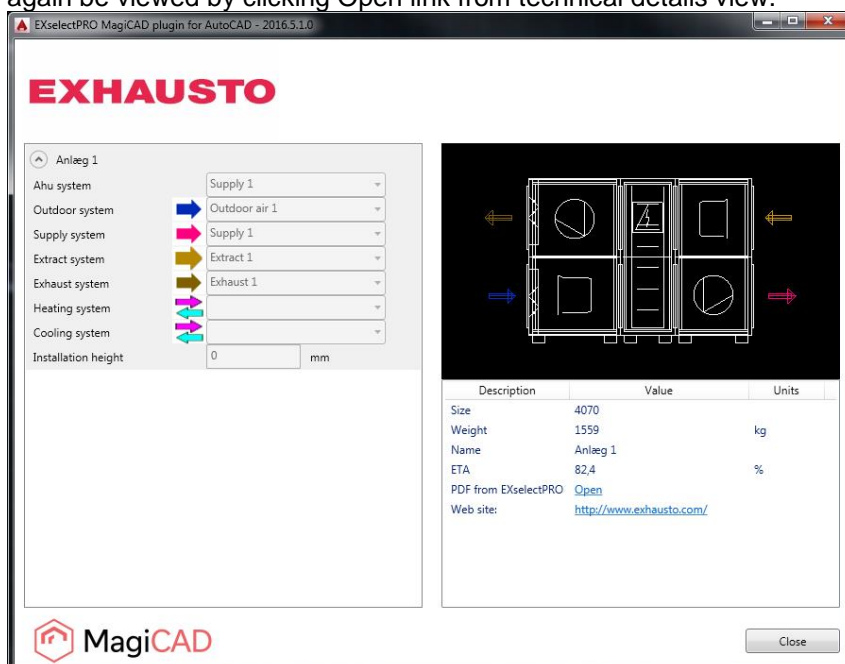 again be viewed by clicking Open link from technical details view.
EXselectPRO MagiCAD plugin for AutoCAD - 2016.5.1.0
EXHAUSTO
Anlæg 1
Ahu system Supply 1
Outdoor system Outdoor air 1
Supply system Supply 1
Extract system Extract 1
Exhaust system Exhaust 1
Heating system
Cooling system
Installation height 0 mm
Description Value Units
Size 4070
Weight 1559 kg
Name Anlæg 1
ETA 82,4 %
PDF from EXselectPRO Open
Web site: http://www.exhausto.com/
MagiCAD
Close